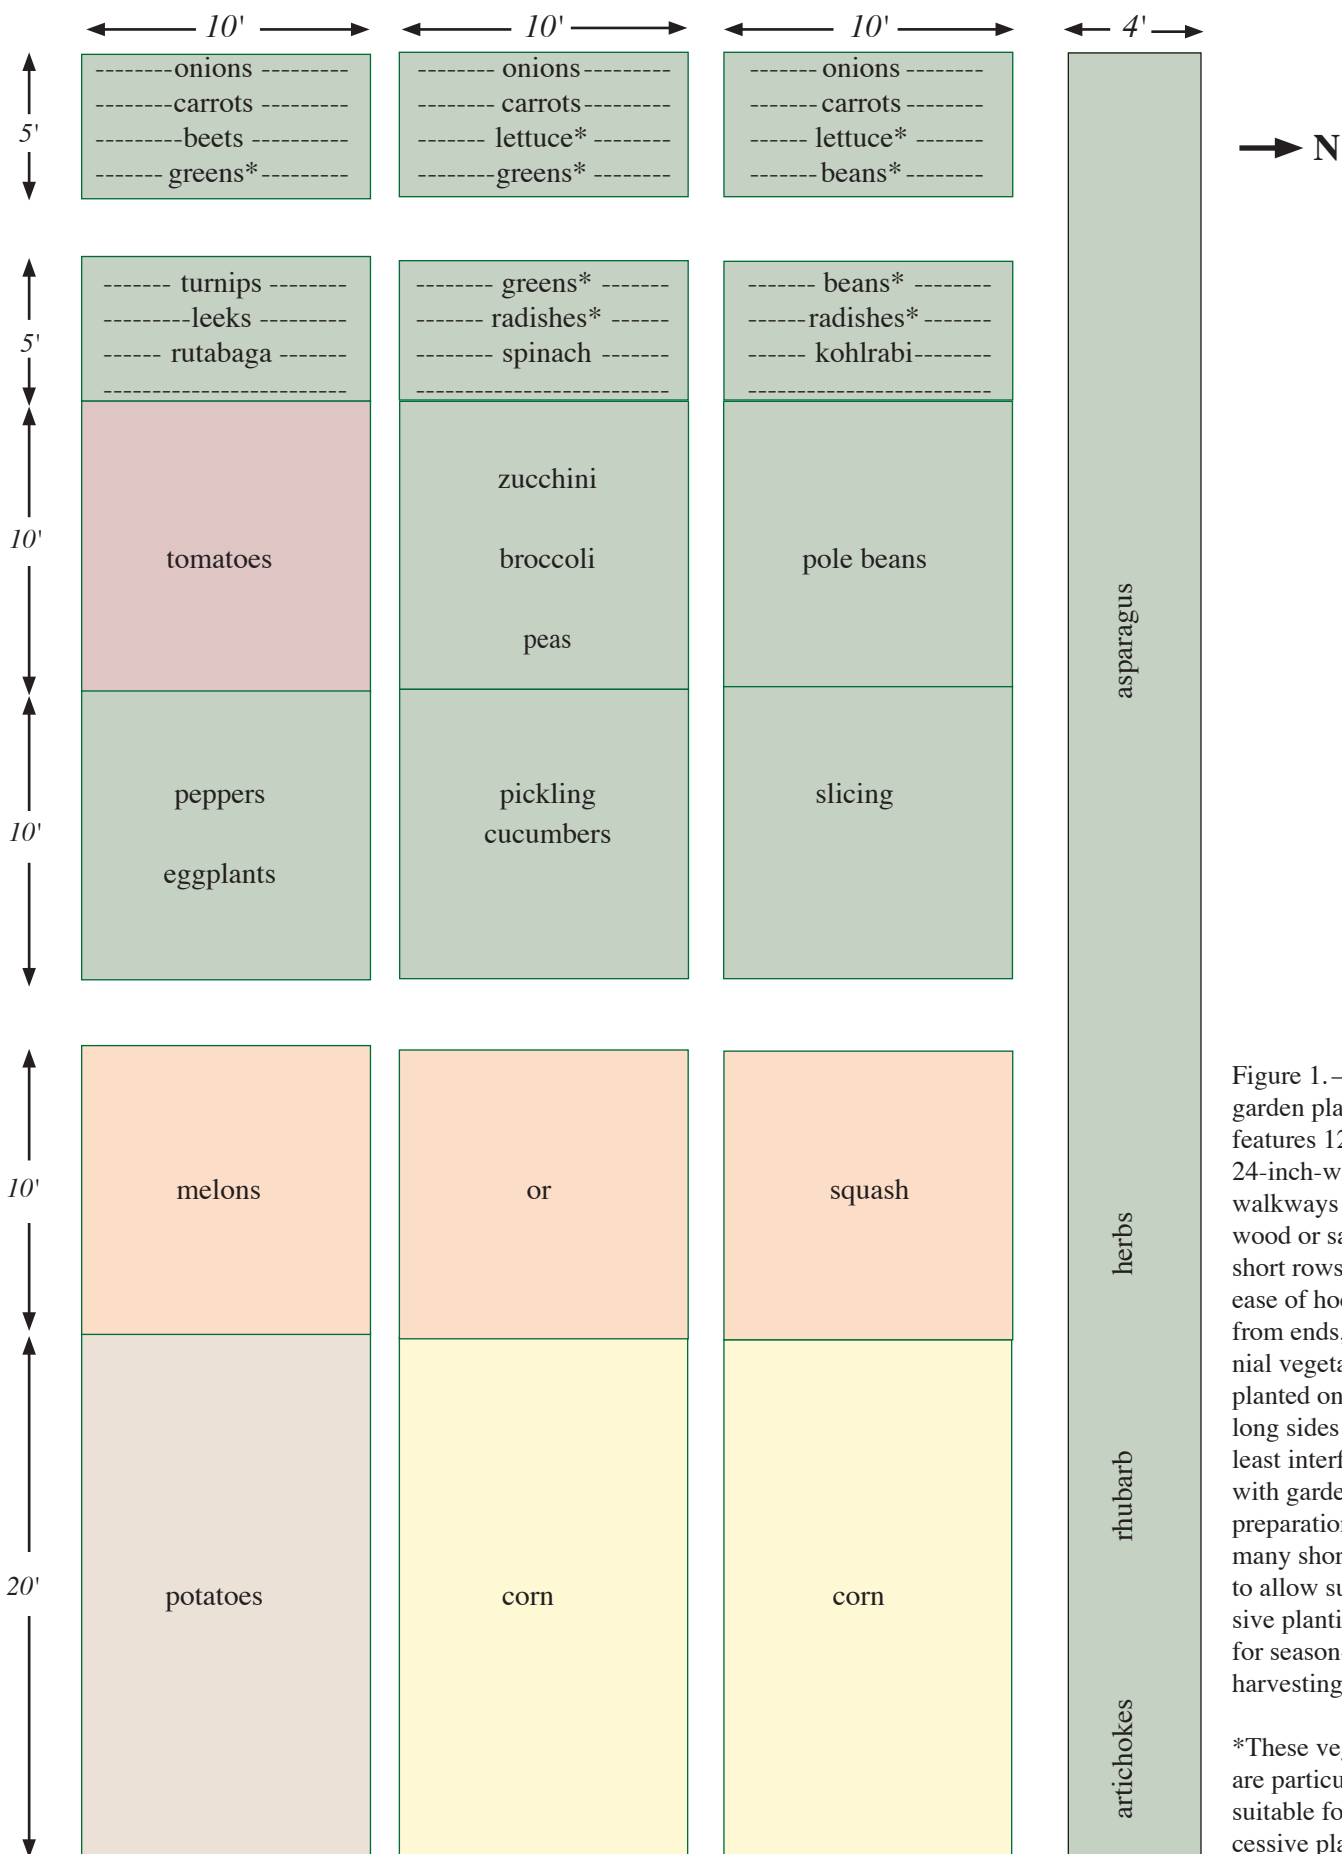 10' 10' 10' 4'
5'
onions onions onions
carrots carrots carrots
beets lettuce* lettuce*
greens* greens* beans*
N
5'
turnips greens* beans*
leeks radishes* radishes*
rutabaga spinach kohlrabi
10'
tomatoes
zucchini
broccoli
peas
pole beans
asparagus
10'
peppers
eggplants
pickling
cucumbers
slicing
10'
melons or squash
herbs
20'
potatoes corn corn
rhubarb
artichokes
Figure 1.—
garden pla
features 12
24-inch-w
walkways
wood or sa
short rows
ease of hoe
from ends,
nial vegeta
planted on
long sides
least interf
with garde
preparation
many shor
to allow su
sive planti
for season
harvesting
*These veg
are particu
suitable fo
cessive pla